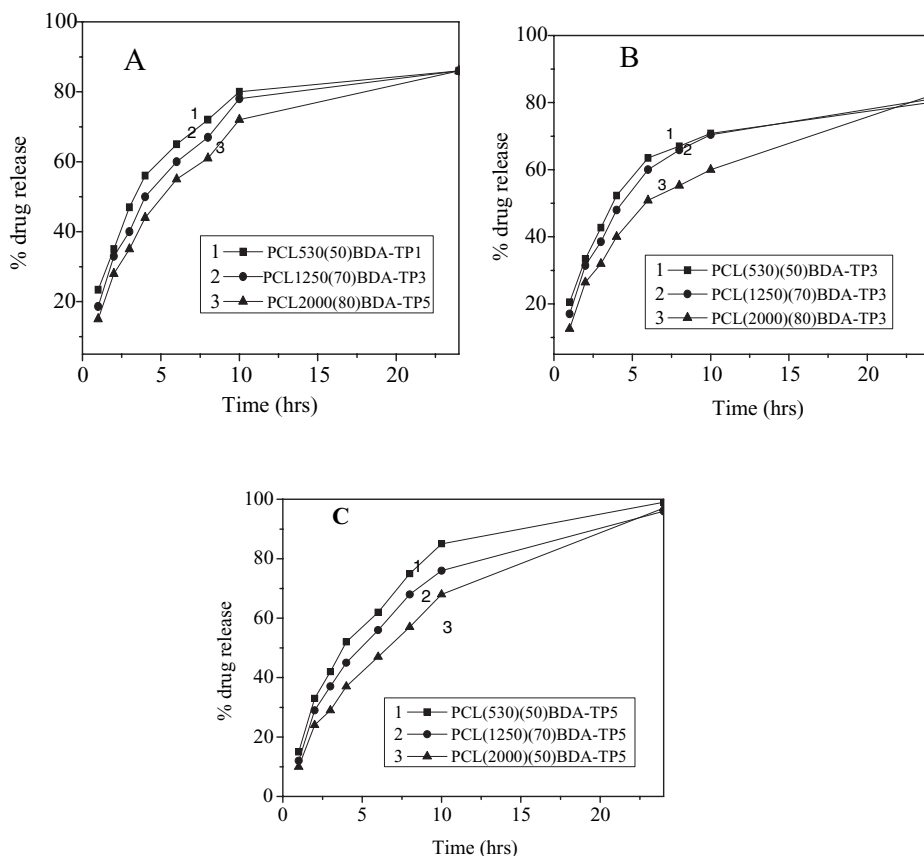 A
% drug release
100
80
60
40
20
1
2
3
1 PCL530(50)BDA-TP1
2 PCL1250(70)BDA-TP3
3 PCL2000(80)BDA-TP5
0 5 10 15 20
Time (hrs)
B
% drug release
100
80
60
40
20
1
2
3
1 PCL(530)(50)BDA-TP3
2 PCL(1250)(70)BDA-TP3
3 PCL(2000)(80)BDA-TP3
0 5 10 15 20
Time (hrs)
C
% drug release
100
80
60
40
20
0
1
2
3
1 PCL(530)(50)BDA-TP5
2 PCL(1250)(70)BDA-TP5
3 PCL(2000)(50)BDA-TP5
0 5 10 15 20
Time (hrs)